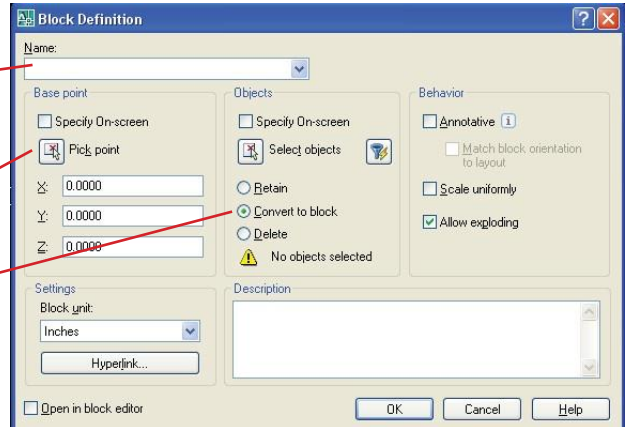 Block Definition
Name:
Base point
Specify On-screen
Pick point
X: 0.0000
Y: 0.0000
Z: 0.0000
Objects
Specify On-screen
Select objects
Retain
Convert to block
Delete
No objects selected
Behavior
Annotative i
Match block orientation
to layout
Scale uniformly
Allow exploding
Settings
Block unit:
Inches
Hyperlink...
Description
Open in block editor
OK Cancel Help